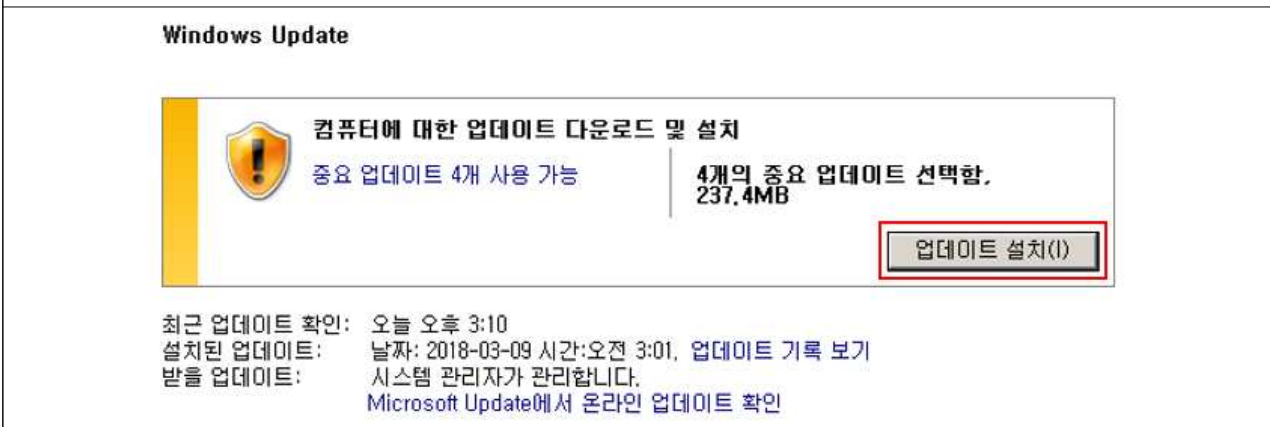 Windows Update
컴퓨터에 대한 업데이트 다운로드 및 설치
중요 업데이트 4개 사용 가능
4개의 중요 업데이트 선택함,
237.4MB
업데이트 설치(I)
최근 업데이트 확인: 오늘 오후 3:10
설치된 업데이트: 날짜: 2018-03-09 시간:오전 3:01. 업데이트 기록 보기
받을 업데이트: 시스템 관리자가 관리합니다.
Microsoft Update에서 온라인 업데이트 확인